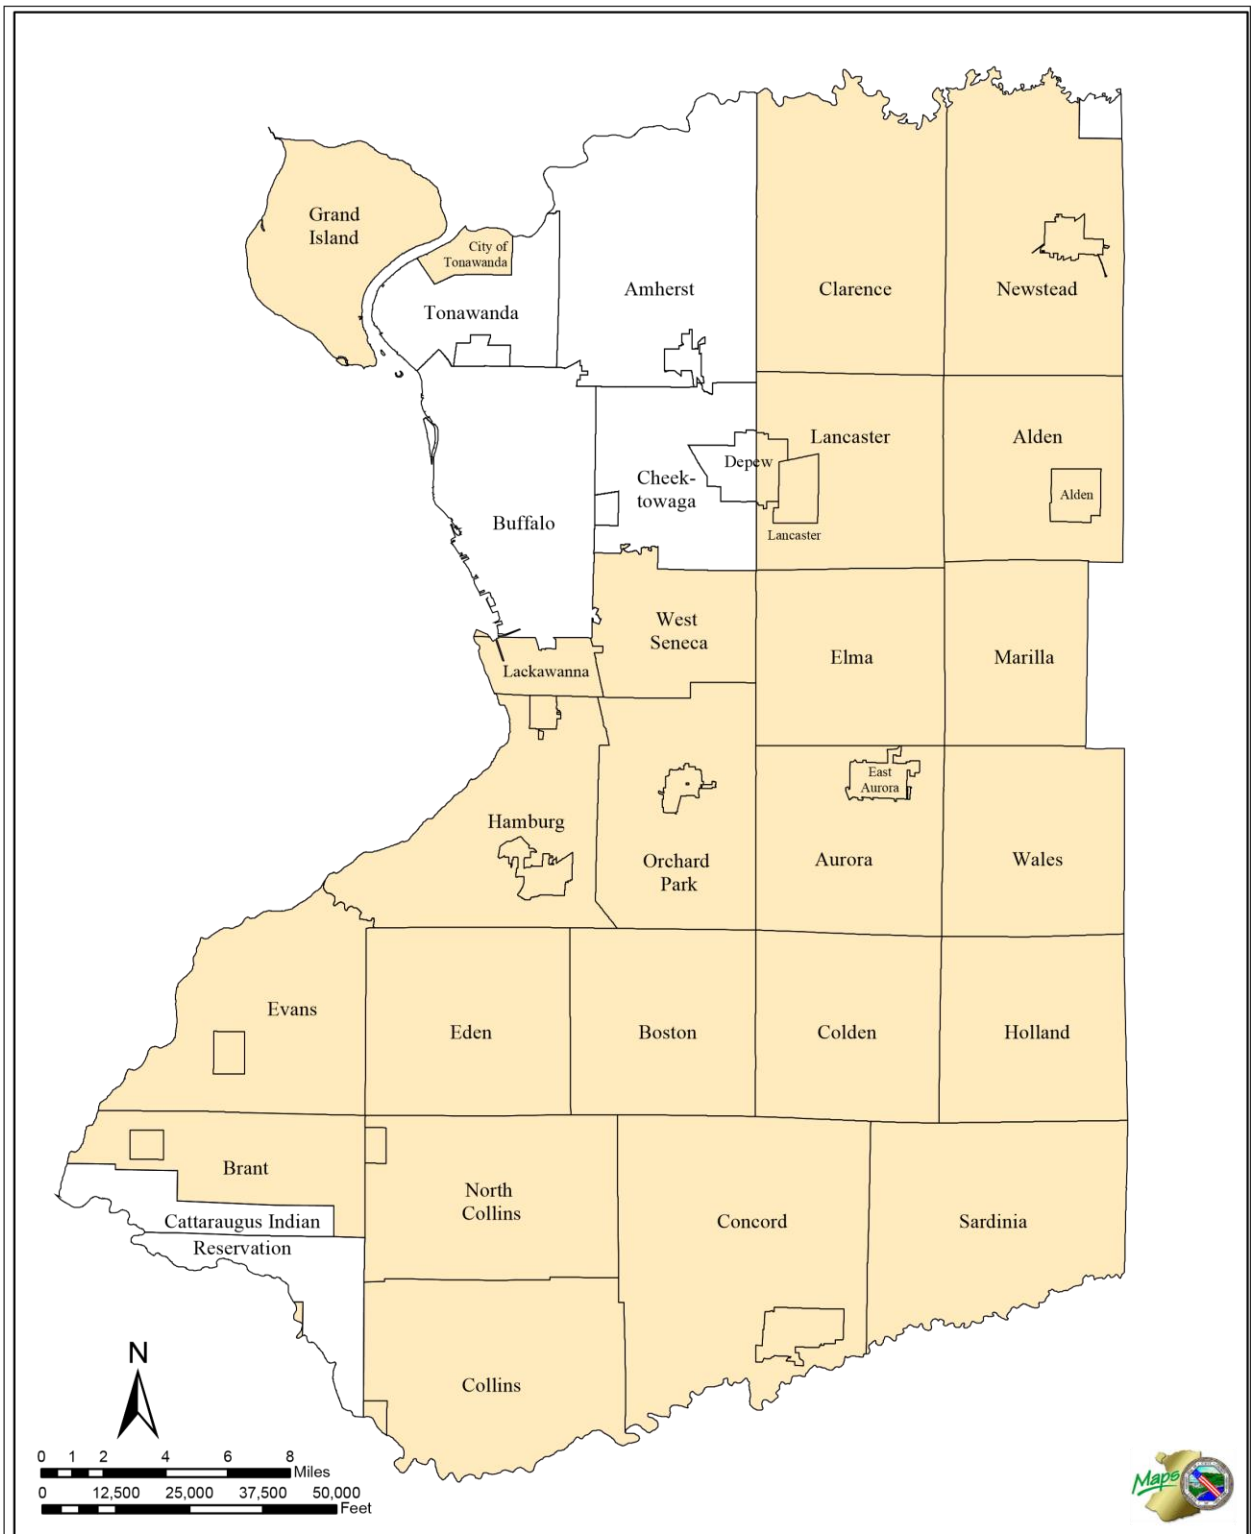 Grand
Island
City of
Tonawanda
Tonawanda
Amherst
Clarence
Newstead
Lancaster
Alden
Depew
Cheek-
towaga
Alden
Buffalo
Lancaster
West
Seneca
Elma
Marilla
Lackawanna
East
Aurora
Hamburg
Orchard
Park
Aurora
Wales
Evans
Eden
Boston
Colden
Holland
Brant
North
Collins
Cattaraugus Indian
Reservation
Concord
Sardinia
Collins
N
0 1 2 4 6 8
Miles
0 12,500 25,000 37,500 50,000
Feet
Maps